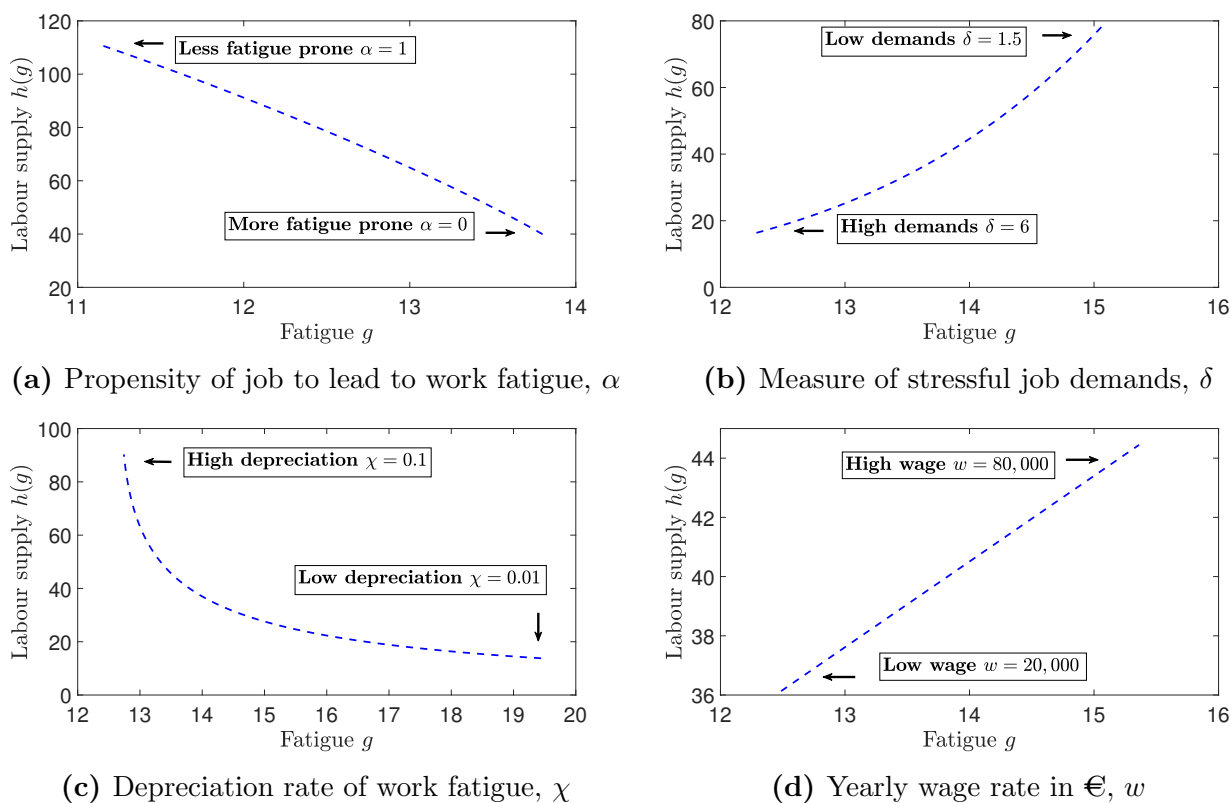 120
100
80
60
40
20
Labour supply h(g)
Less fatigue prone α = 1
More fatigue prone α = 0
11 12 13 14
Fatigue g
(a) Propensity of job to lead to work fatigue, α
80
60
40
20
0
Labour supply h(g)
Low demands δ = 1.5
High demands δ = 6
12 13 14 15 16
Fatigue g
(b) Measure of stressful job demands, δ
100
80
60
40
20
0
Labour supply h(g)
High depreciation χ = 0.1
Low depreciation χ = 0.01
12 13 14 15 16 17 18 19 20
Fatigue g
(c) Depreciation rate of work fatigue, χ
44
42
40
38
36
Labour supply h(g)
High wage w = 80,000
Low wage w = 20,000
12 13 14 15 16
Fatigue g
(d) Yearly wage rate in €, w